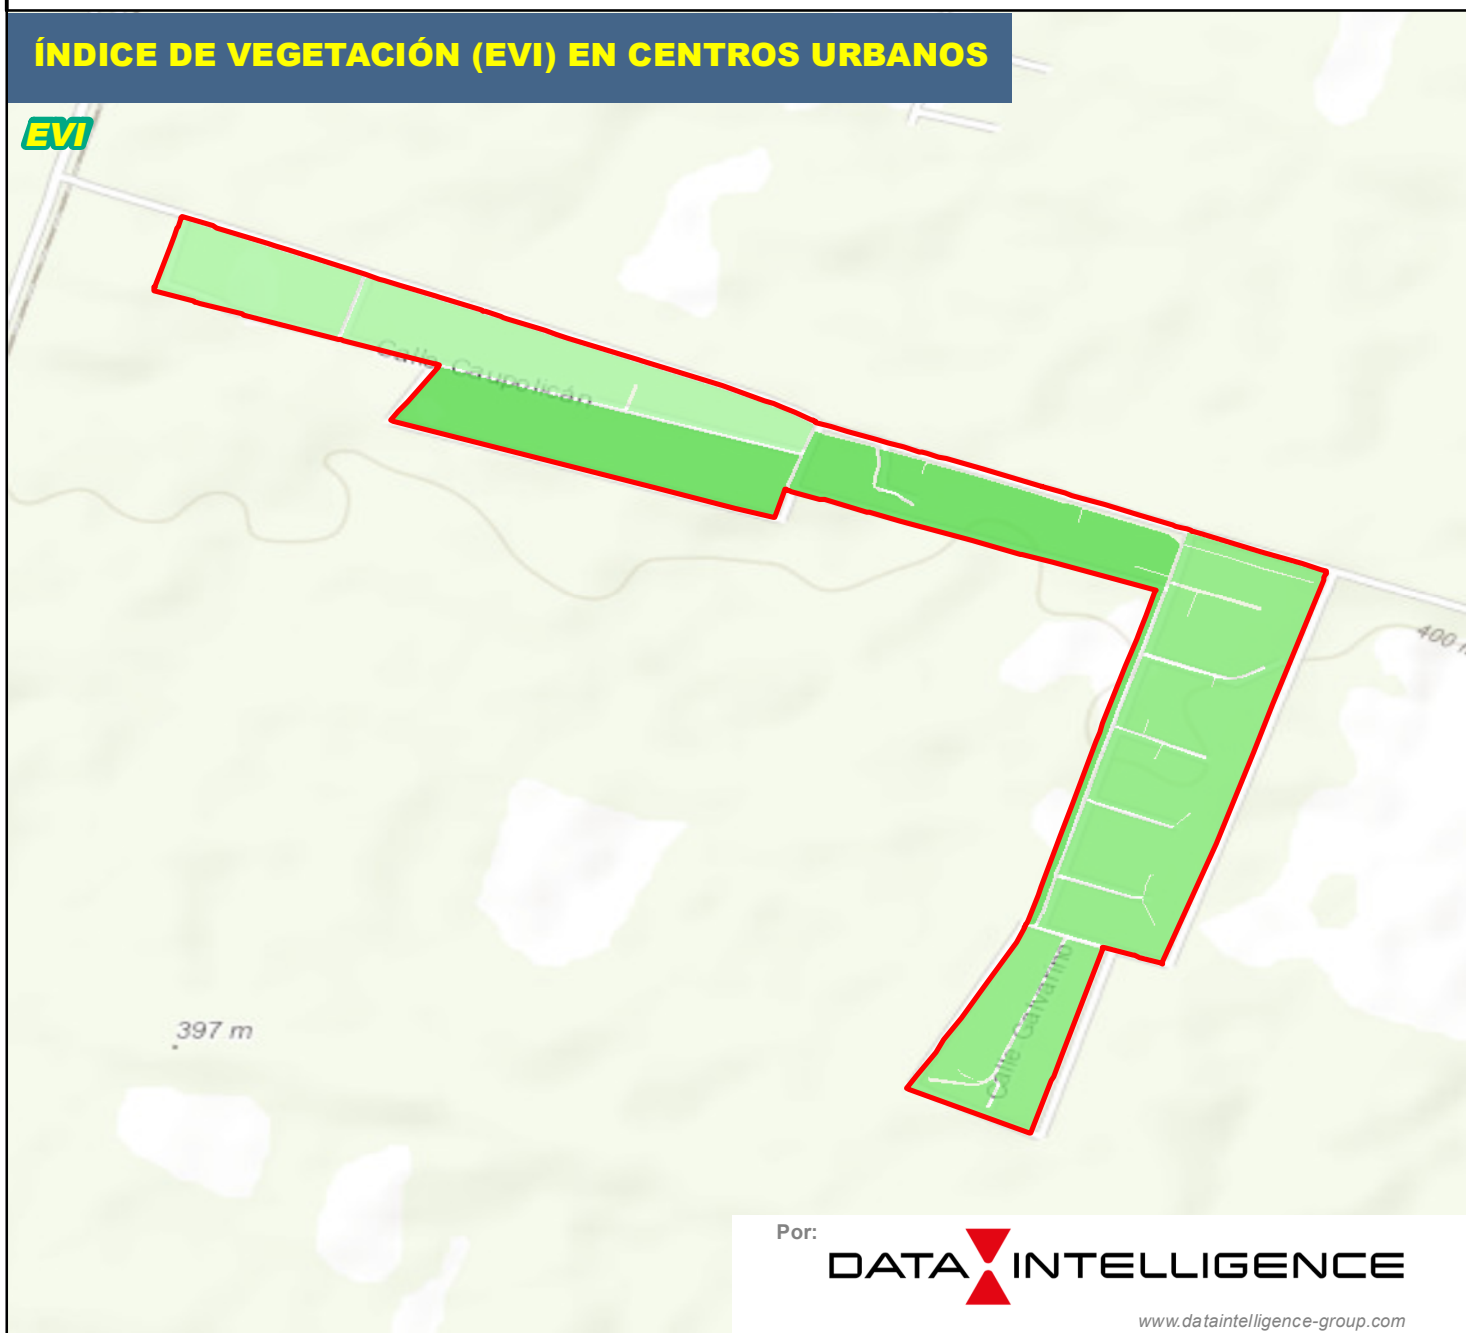 ÍNDICE DE VEGETACIÓN (EVI) EN CENTROS URBANOS
EVI
Calle Caupolicán
400 m
Calle Galvarino
397 m
Por:
DATA INTELLIGENCE
www.dataintelligence-group.com